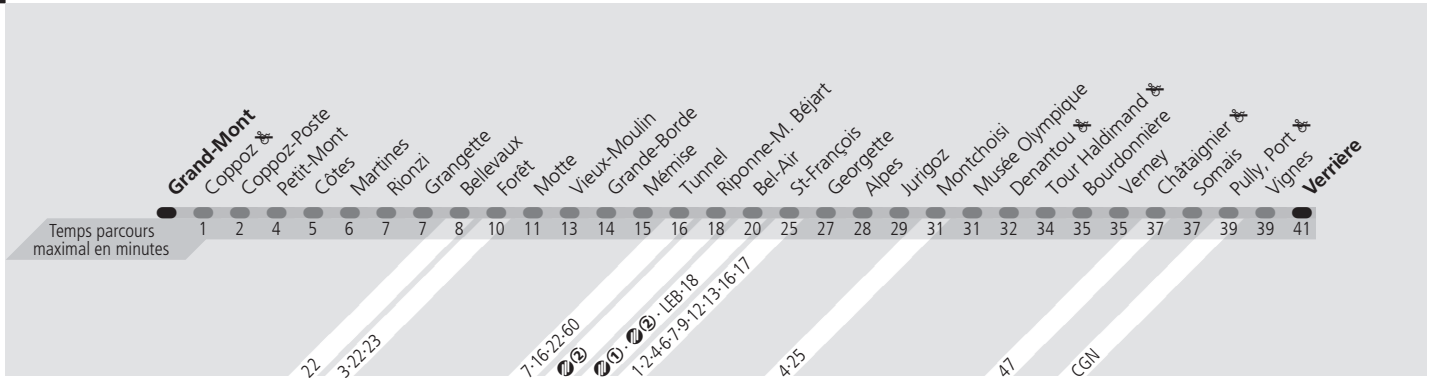 Grand-Mont
Coppoz
Coppoz-Poste
Petit-Mont
Côtes
Martines
Rionzi
Grangette
Bellevaux
Forêt
Motte
Vieux-Moulin
Grande-Borde
Mémise
Tunnel
Riponne-M. Béjart
Bel-Air
St-François
Georgette
Alpes
Jurigoz
Montchoisi
Musée Olympique
Denantou
Tour Haldimand
Bourdonnière
Verney
Châtaignier
Somais
Pully, Port
Vignes
Verrière
Temps parcours
maximal en minutes
1 2 4 5 6 7 7 8 10 11 13 14 15 16 18 20 25 27 28 29 31 31 32 34 35 35 37 37 39 39 41
22
3·22·23
7·16·22·60
m 2
m 1 · m 2 · LEB·18
1·2·4·6·7·9·12·13·16·17
4·25
47
CGN